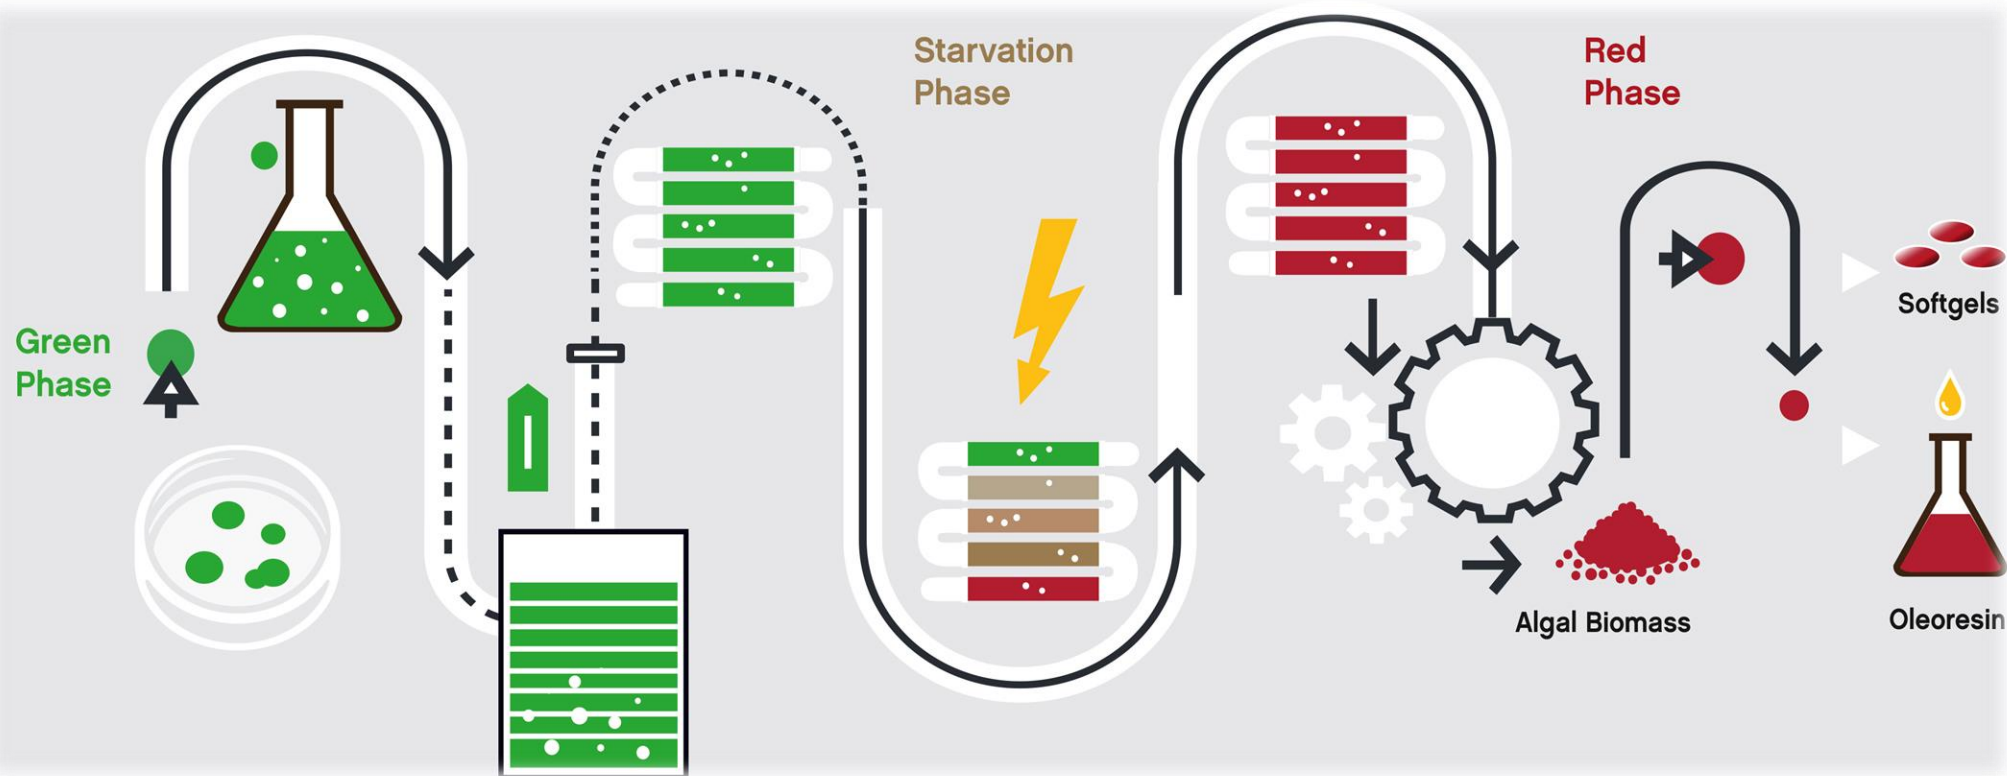 Green
Phase
Starvation
Phase
Red
Phase
Softgels
Algal Biomass
Oleoresin